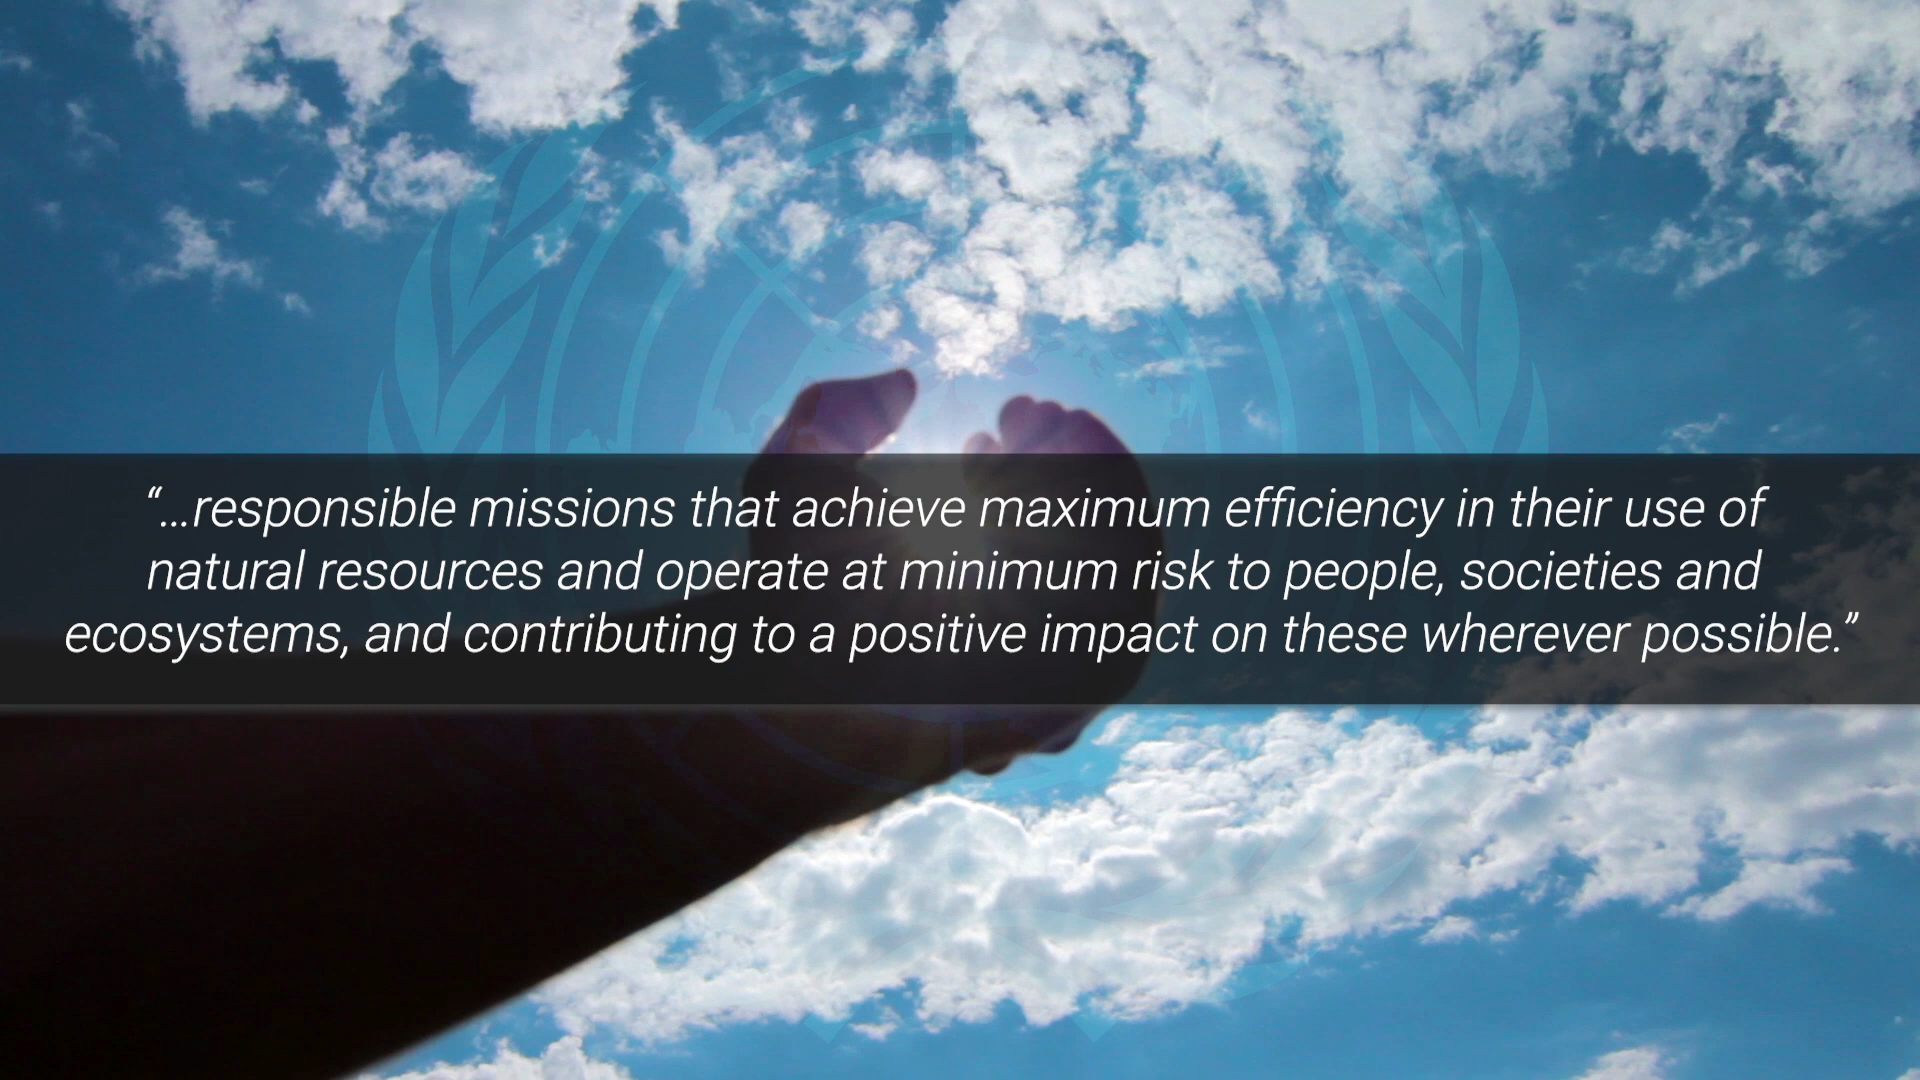 “...responsible missions that achieve maximum efficiency in their use of
natural resources and operate at minimum risk to people, societies and
ecosystems, and contributing to a positive impact on these wherever possible.”